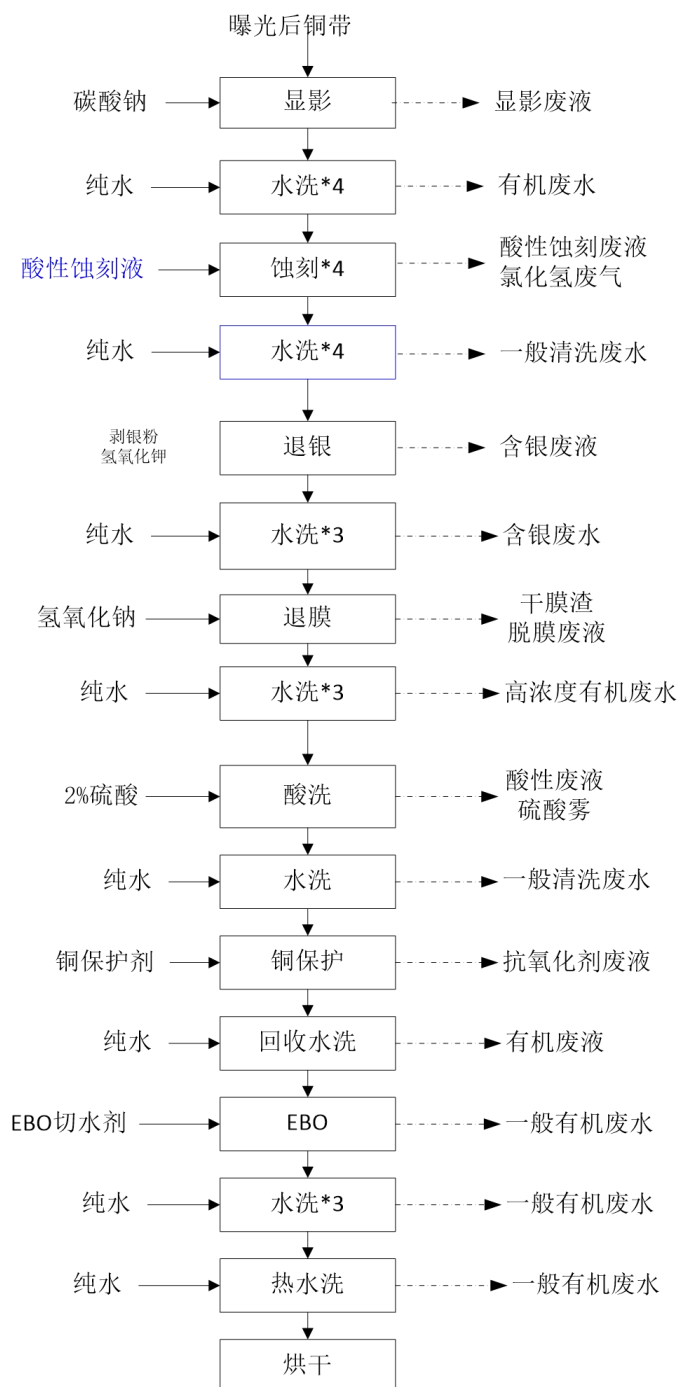 曝光后铜带
碳酸钠
显影
显影废液
纯水
水洗*4
有机废水
酸性蚀刻液
蚀刻*4
酸性蚀刻废液
氯化氢废气
纯水
水洗*4
一般清洗废水
剥银粉
氢氧化钾
退银
含银废液
纯水
水洗*3
含银废水
氢氧化钠
退膜
干膜渣
脱膜废液
纯水
水洗*3
高浓度有机废水
2%硫酸
酸洗
酸性废液
硫酸雾
纯水
水洗
一般清洗废水
铜保护剂
铜保护
抗氧化剂废液
纯水
回收水洗
有机废液
EBO切水剂
EBO
一般有机废水
纯水
水洗*3
一般有机废水
纯水
热水洗
一般有机废水
烘干